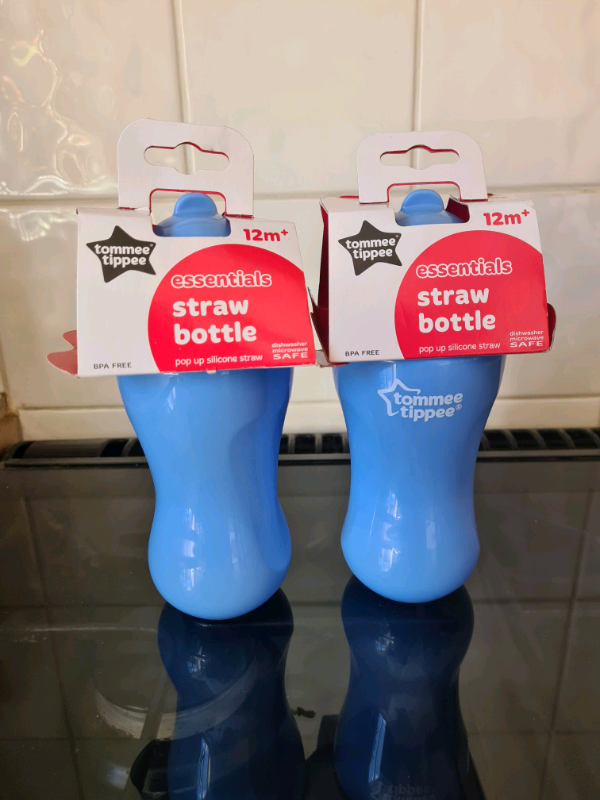 tommee
tippee
12m+
essentials
straw
bottle
pop up silicone straw
BPA FREE
dishwasher
microwave
SAFE
tommee
tippee
12m+
essentials
straw
bottle
pop up silicone straw
BPA FREE
dishwasher
microwave
SAFE
tommee
tippee®